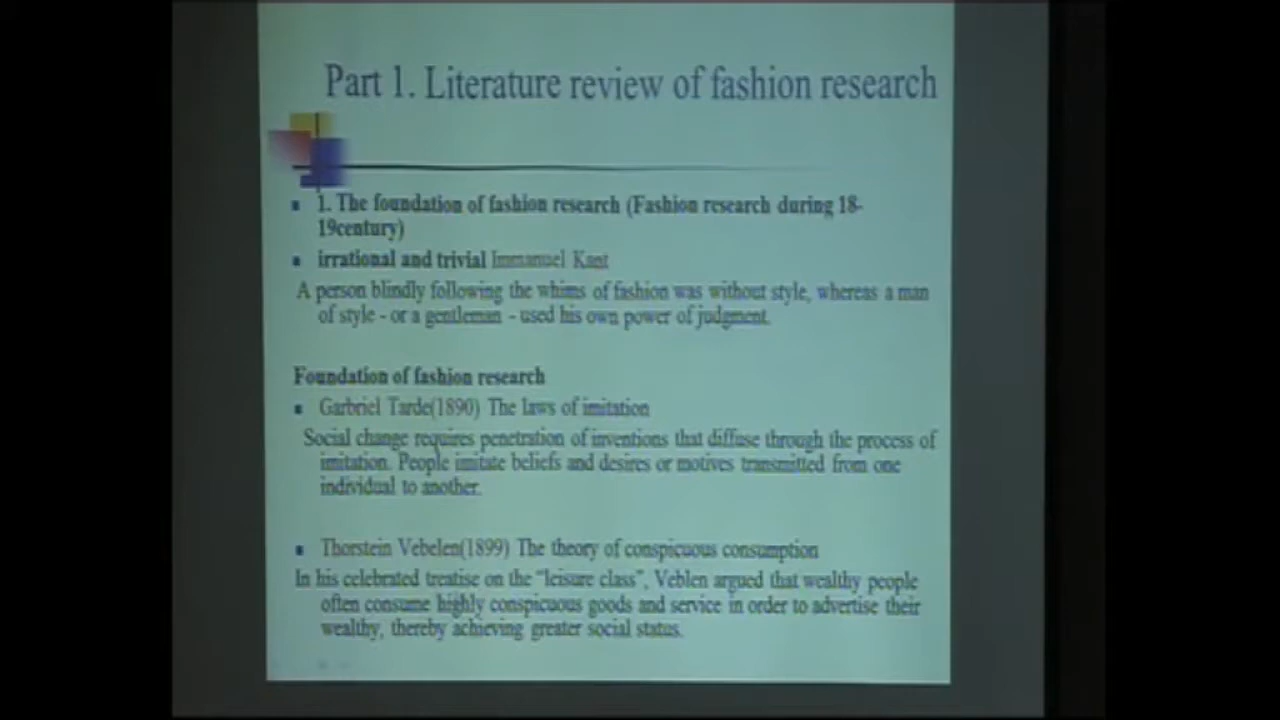 Part 1. Literature review of fashion research
1. The foundation of fashion research (Fashion research during 18-
19century)
irrational and trivial Immanuel Kant
A person blindly following the whims of fashion was without style, whereas a man
of style - or a gentleman - used his own power of judgment.
Foundation of fashion research
Garbriel Tarde(1890) The laws of imitation
Social change requires penetration of inventions that diffuse through the process of
imitation. People imitate beliefs and desires or motives transmitted from one
individual to another.
Thorstein Vebelen(1899) The theory of conspicuous consumption
In his celebrated treatise on the "leisure class", Veblen argued that wealthy people
often consume highly conspicuous goods and service in order to advertise their
wealthy, thereby achieving greater social status.